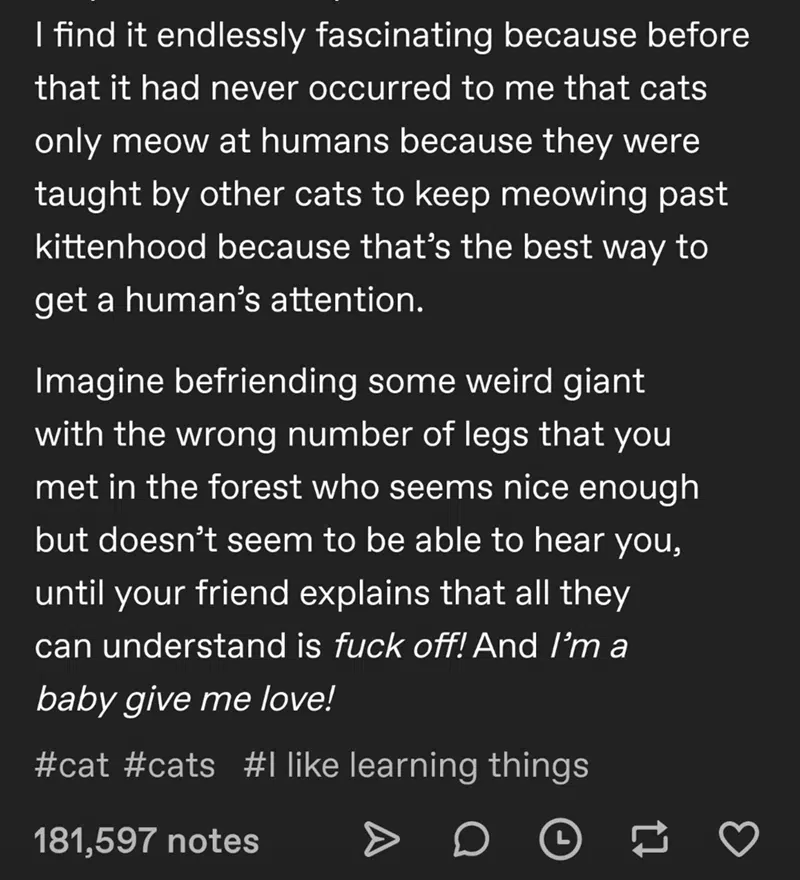 I find it endlessly fascinating because before
that it had never occurred to me that cats
only meow at humans because they were
taught by other cats to keep meowing past
kittenhood because that’s the best way to
get a human’s attention.
Imagine befriending some weird giant
with the wrong number of legs that you
met in the forest who seems nice enough
but doesn’t seem to be able to hear you,
until your friend explains that all they
can understand is fuck off! And I’m a
baby give me love!
#cat #cats #I like learning things
181,597 notes